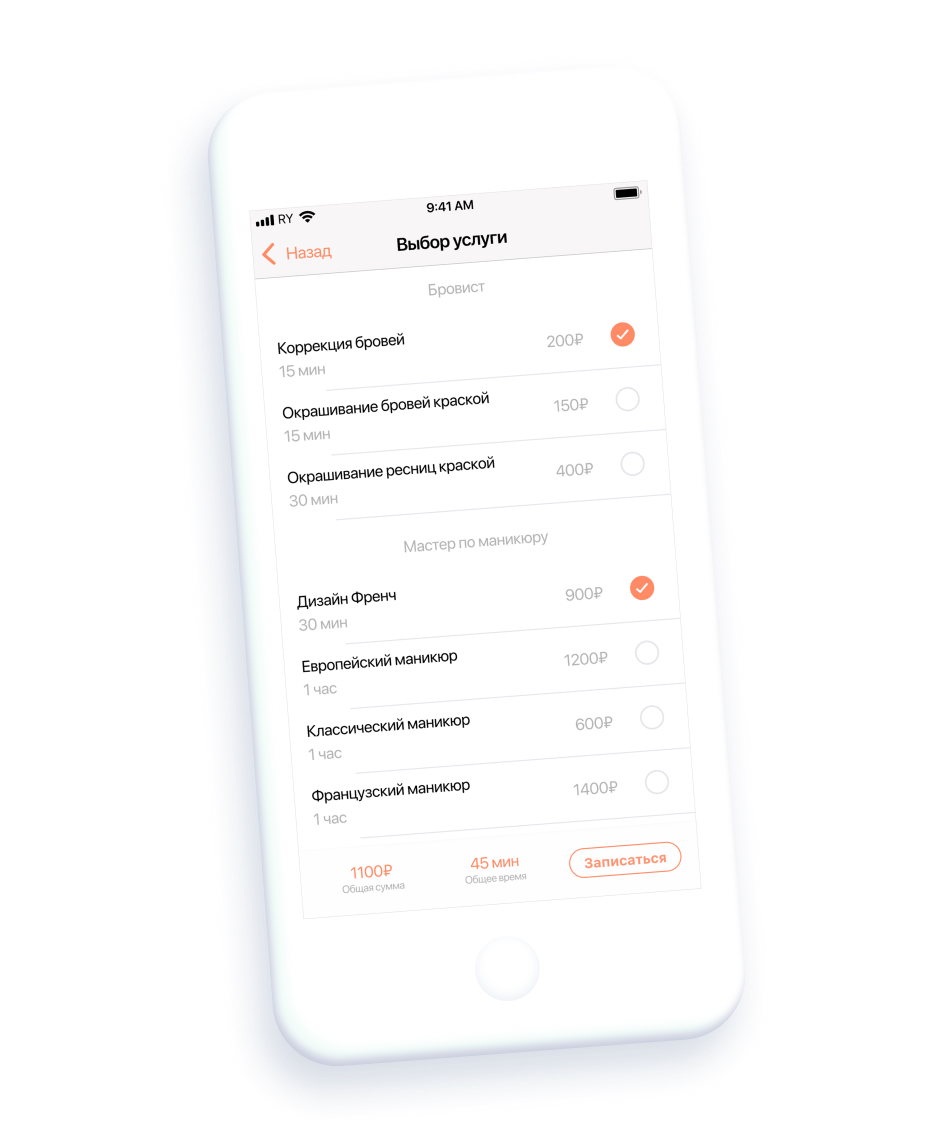 RY 9:41 AM
Назад Выбор услуги
Бровист
Коррекция бровей 200₽
15 мин
Окрашивание бровей краской 150₽
15 мин
Окрашивание ресниц краской 400₽
30 мин
Мастер по маникюру
Дизайн Френч 900₽
30 мин
Европейский маникюр 1200₽
1 час
Классический маникюр 600₽
1 час
Французский маникюр 1400₽
1 час
1100₽ 45 мин Записаться
Общая сумма Общее время